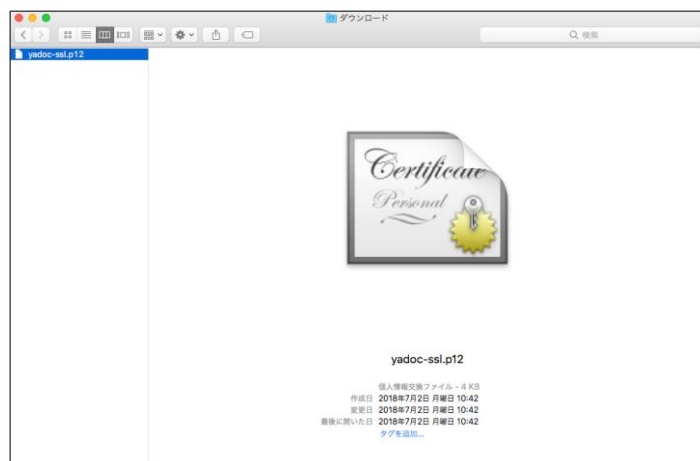 ダウンロード
検索
yadoc-ssl.p12
Certificate
Personal
yadoc-ssl.p12
個人情報交換ファイル - 4 KB
作成日 2018年7月2日 月曜日 10:42
変更日 2018年7月2日 月曜日 10:42
最後に開いた日 2018年7月2日 月曜日 10:42
タグを追加...